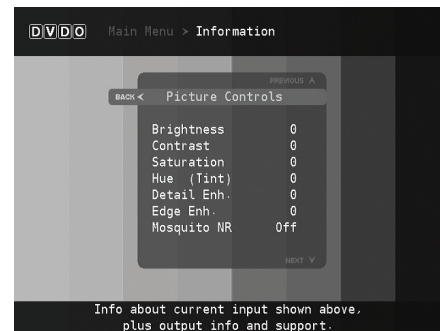 DVDO Main Menu > Information
PREVIOUS
BACK Picture Controls
Brightness 0
Contrast 0
Saturation 0
Hue (Tint) 0
Detail Enh. 0
Edge Enh. 0
Mosquito NR Off
NEXT
Info about current input shown above,
plus output info and support.